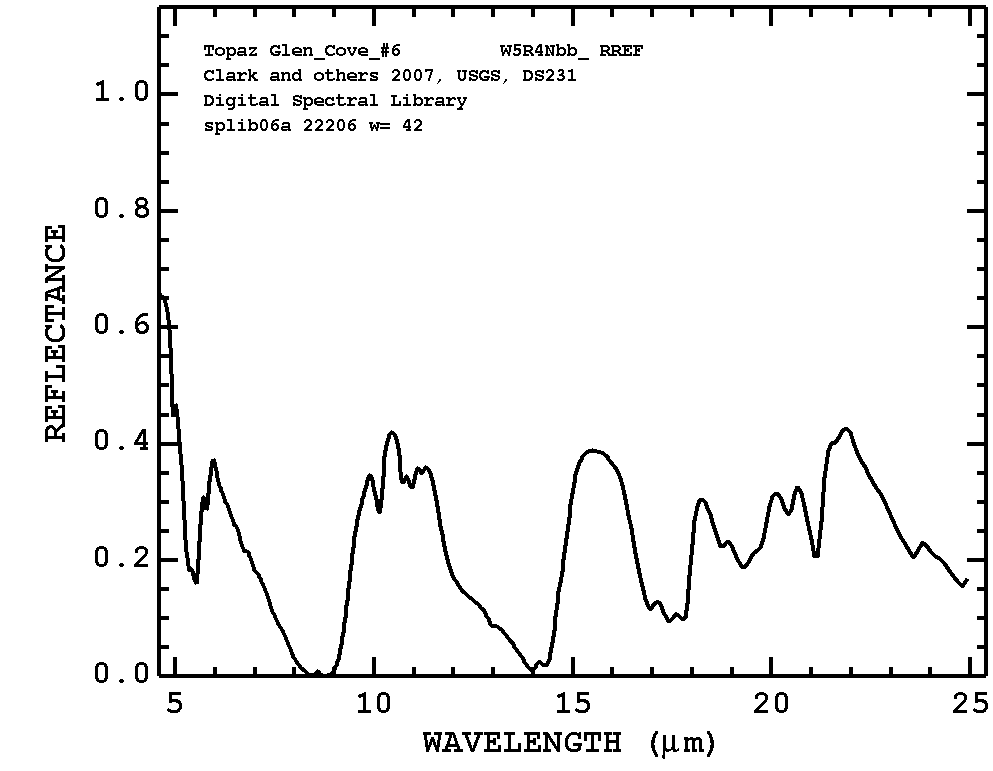 Topaz Glen_Cove_#6 W5R4Nbb_ RREF
Clark and others 2007, USGS, DS231
Digital Spectral Library
splib06a 22206 w= 42
1.0
0.8
0.6
0.4
0.2
0.0
REFLECTANCE
5 10 15 20 25
WAVELENGTH (μm)